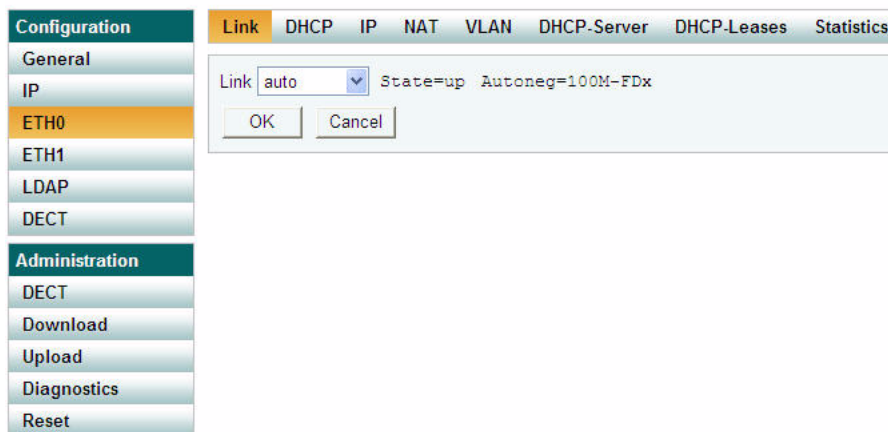 Configuration
General
IP
ETH0
ETH1
LDAP
DECT
Administration
DECT
Download
Upload
Diagnostics
Reset
Link DHCP IP NAT VLAN DHCP-Server DHCP-Leases Statistics
Link auto State=up Autoneg=100M-FDx
OK Cancel